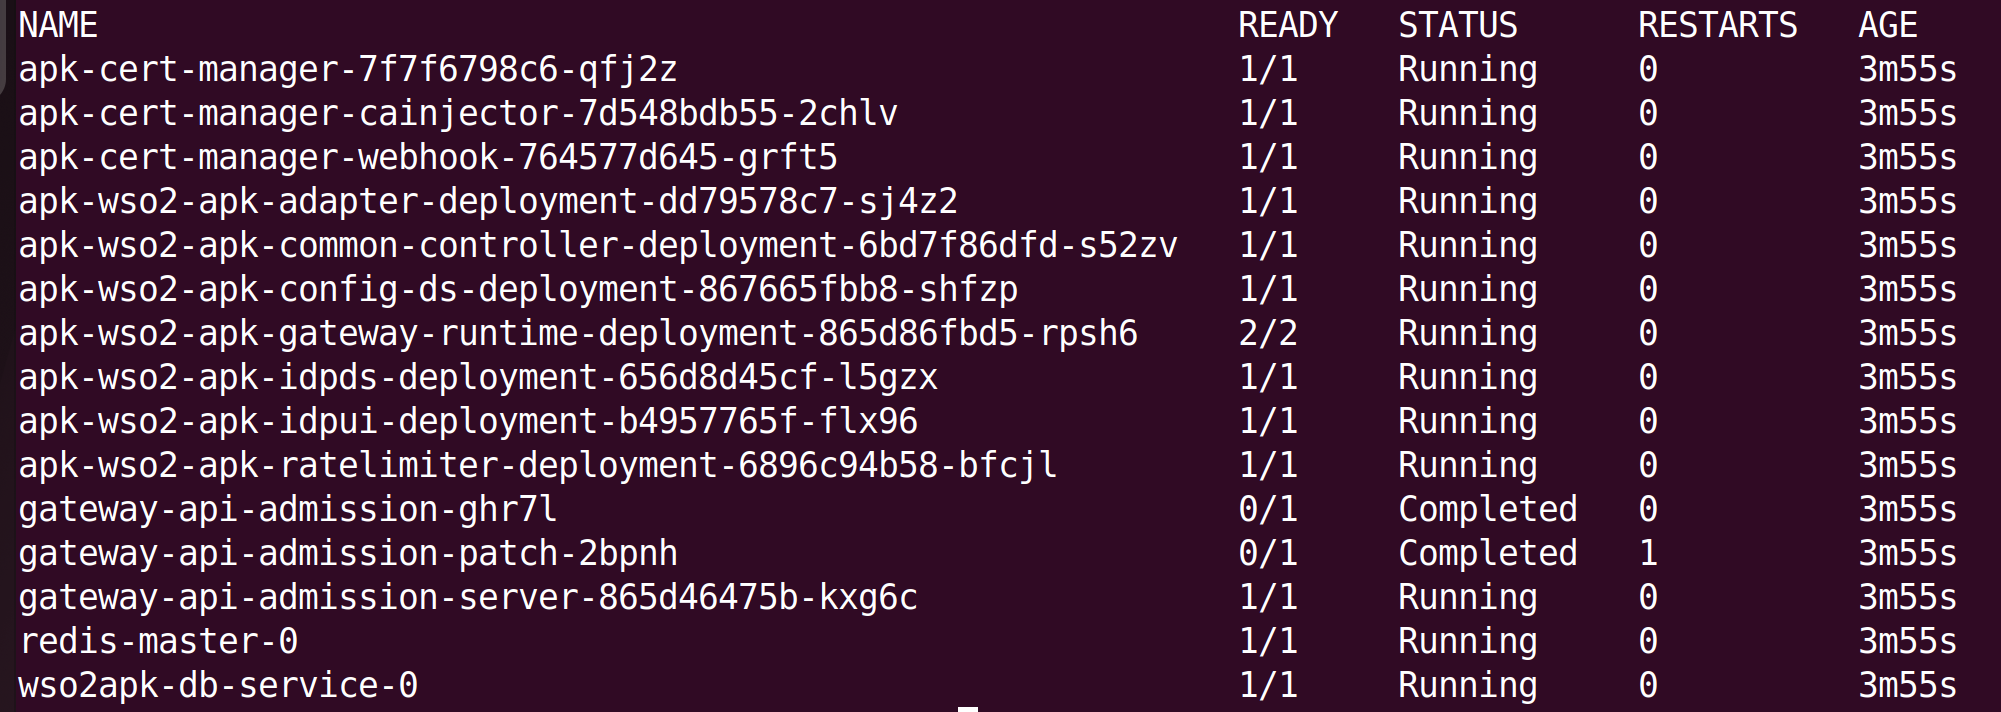 NAME READY STATUS RESTARTS AGE
apk-cert-manager-7f7f6798c6-qfj2z 1/1 Running 0 3m55s
apk-cert-manager-cainjector-7d548bdb55-2chlv 1/1 Running 0 3m55s
apk-cert-manager-webhook-764577d645-grft5 1/1 Running 0 3m55s
apk-wso2-apk-adapter-deployment-dd79578c7-sj4z2 1/1 Running 0 3m55s
apk-wso2-apk-common-controller-deployment-6bd7f86dfd-s52zv 1/1 Running 0 3m55s
apk-wso2-apk-config-ds-deployment-867665fbb8-shfzp 1/1 Running 0 3m55s
apk-wso2-apk-gateway-runtime-deployment-865d86fbd5-rpsh6 2/2 Running 0 3m55s
apk-wso2-apk-idpds-deployment-656d8d45cf-l5gzx 1/1 Running 0 3m55s
apk-wso2-apk-idpui-deployment-b4957765f-flx96 1/1 Running 0 3m55s
apk-wso2-apk-ratelimiter-deployment-6896c94b58-bfcjl 1/1 Running 0 3m55s
gateway-api-admission-ghr7l 0/1 Completed 0 3m55s
gateway-api-admission-patch-2bpnh 0/1 Completed 1 3m55s
gateway-api-admission-server-865d46475b-kxg6c 1/1 Running 0 3m55s
redis-master-0 1/1 Running 0 3m55s
wso2apk-db-service-0 1/1 Running 0 3m55s